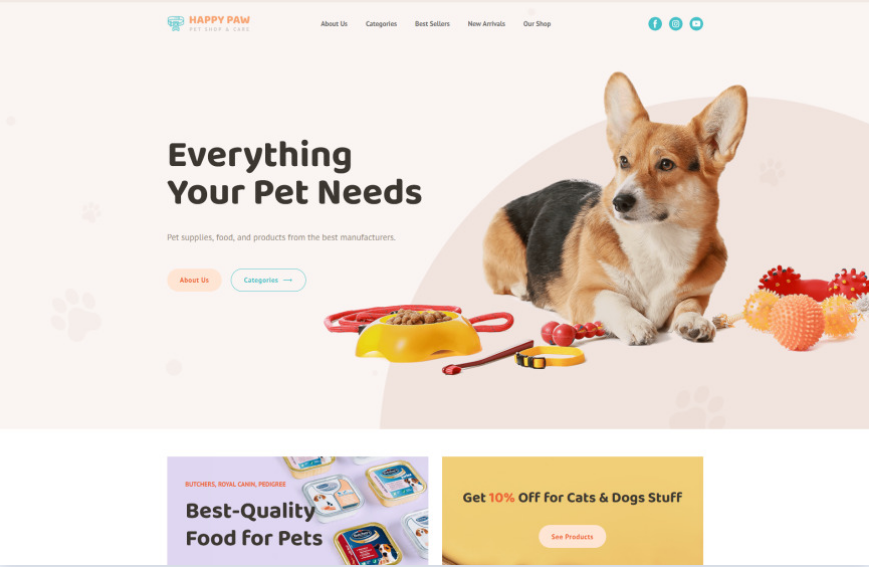 HAPPY PAW
PET SHOP & CARE
About Us
Categories
Best Sellers
New Arrivals
Our Shop
Everything
Your Pet Needs
Pet supplies, food, and products from the best manufacturers.
About Us
Categories →
BUTCHERS, ROYAL CANIN, PEDIGREE
Best-Quality
Food for Pets
Get 10% Off for Cats & Dogs Stuff
See Products